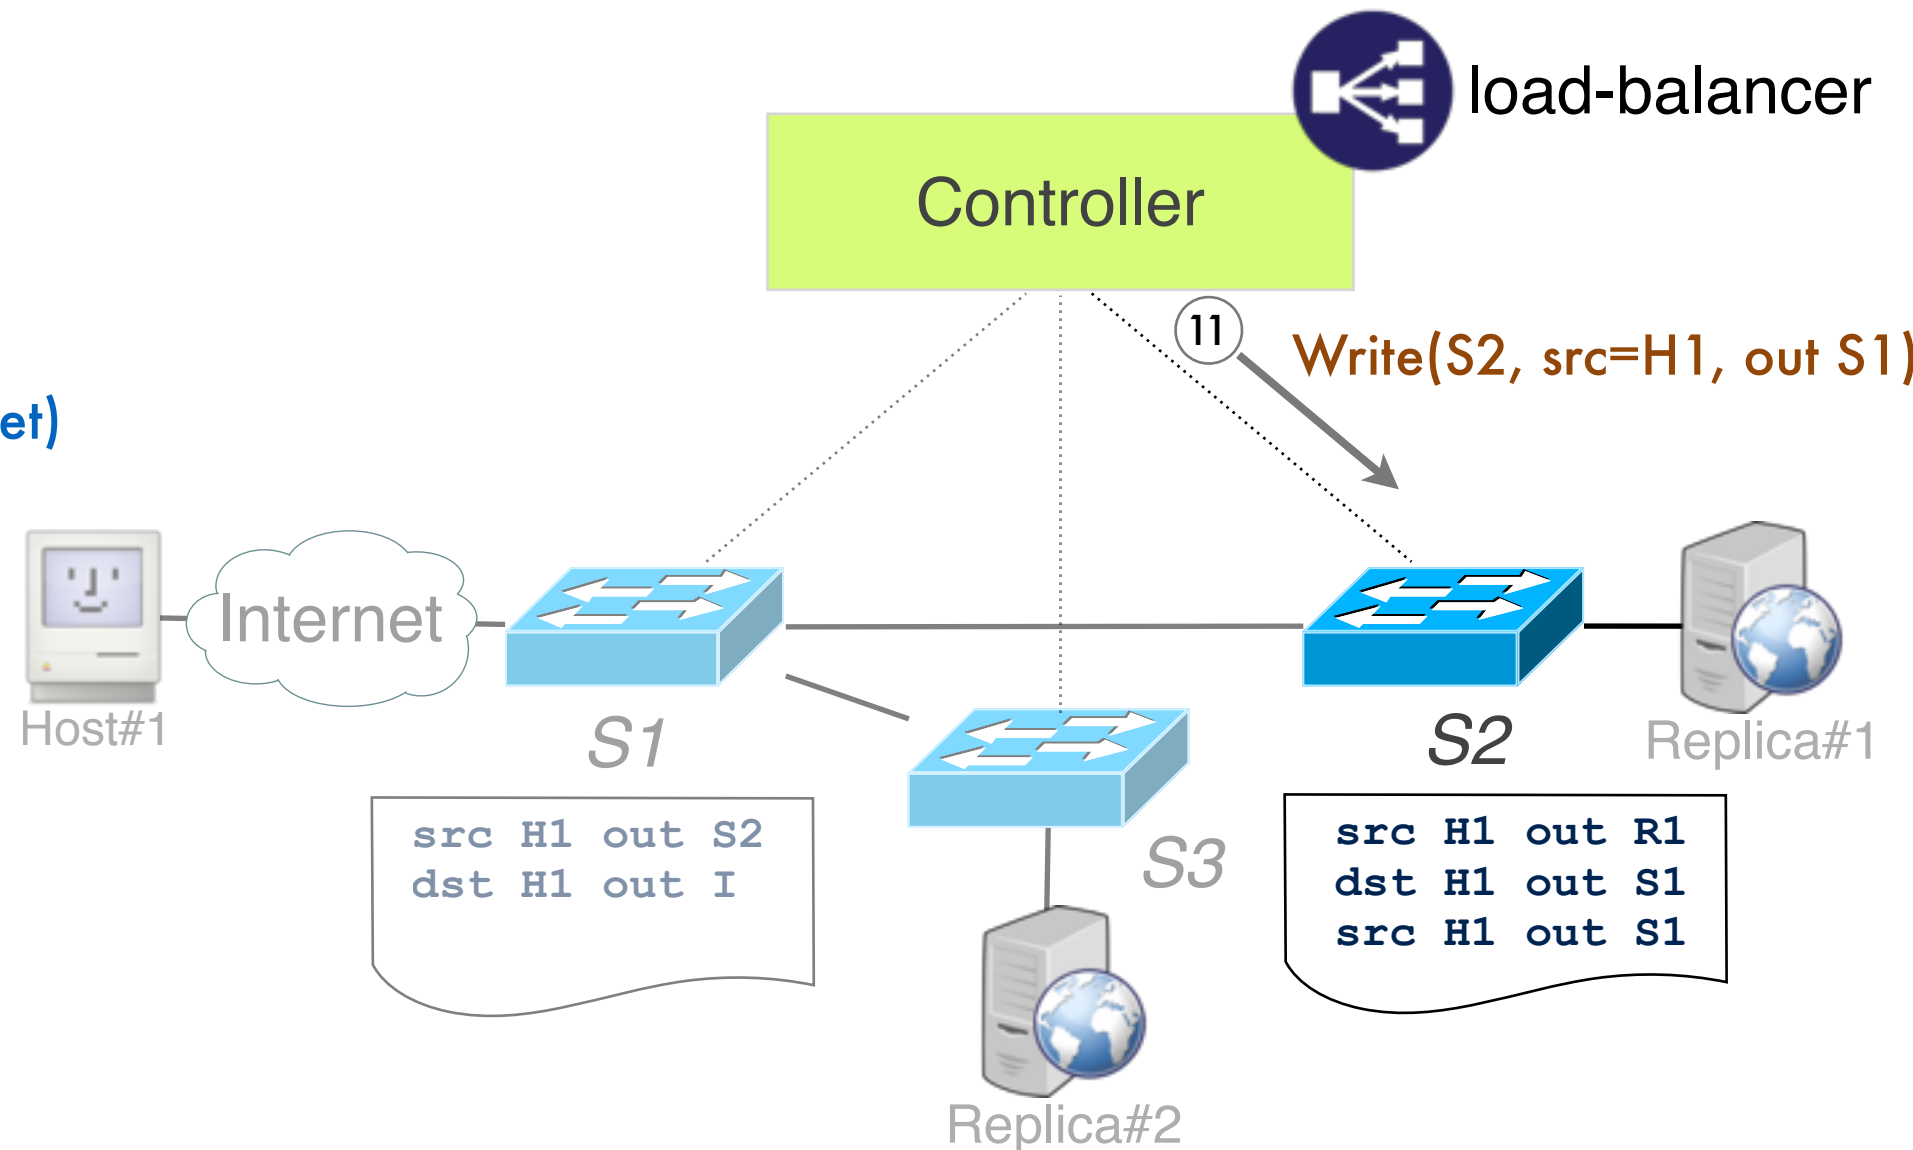 load-balancer
Controller
11
Write(S2, src=H1, out S1)
et)
Internet
Host#1
S1
S2
Replica#1
src H1 out S2
dst H1 out I
S3
src H1 out R1
dst H1 out S1
src H1 out S1
Replica#2